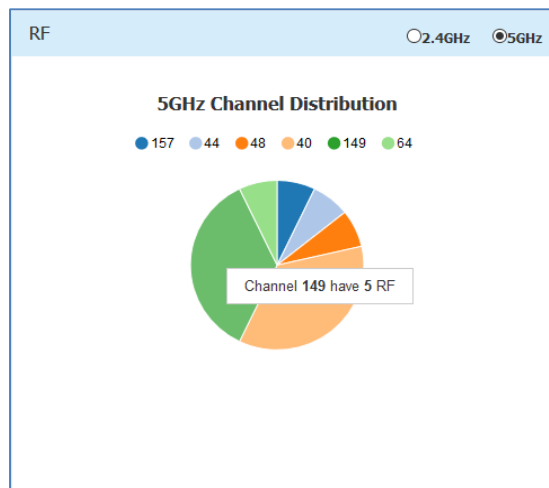 RF
2.4GHz 5GHz
5GHz Channel Distribution
157 44 48 40 149 64
Channel 149 have 5 RF